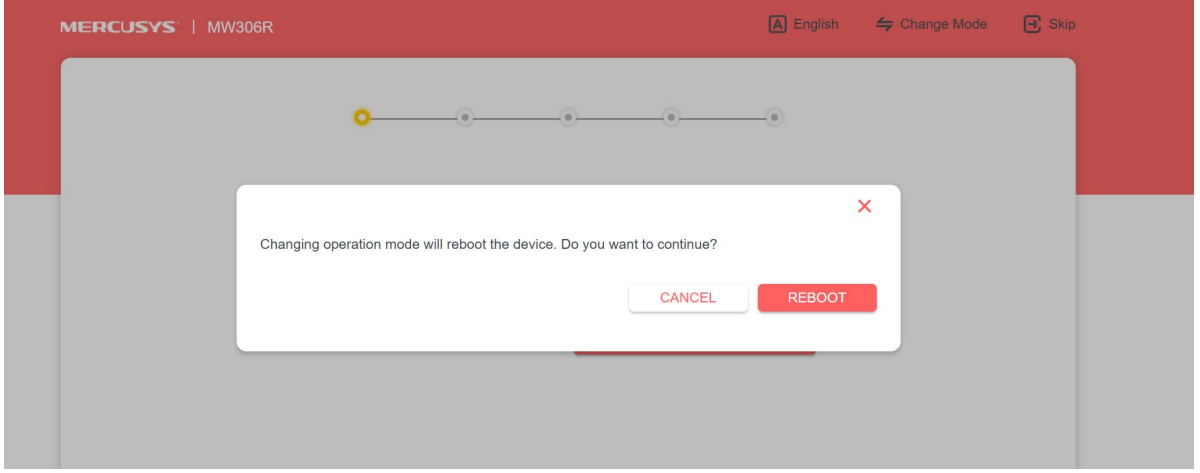 MERCUSYS | MW306R
A English Change Mode Skip
Changing operation mode will reboot the device. Do you want to continue?
CANCEL REBOOT